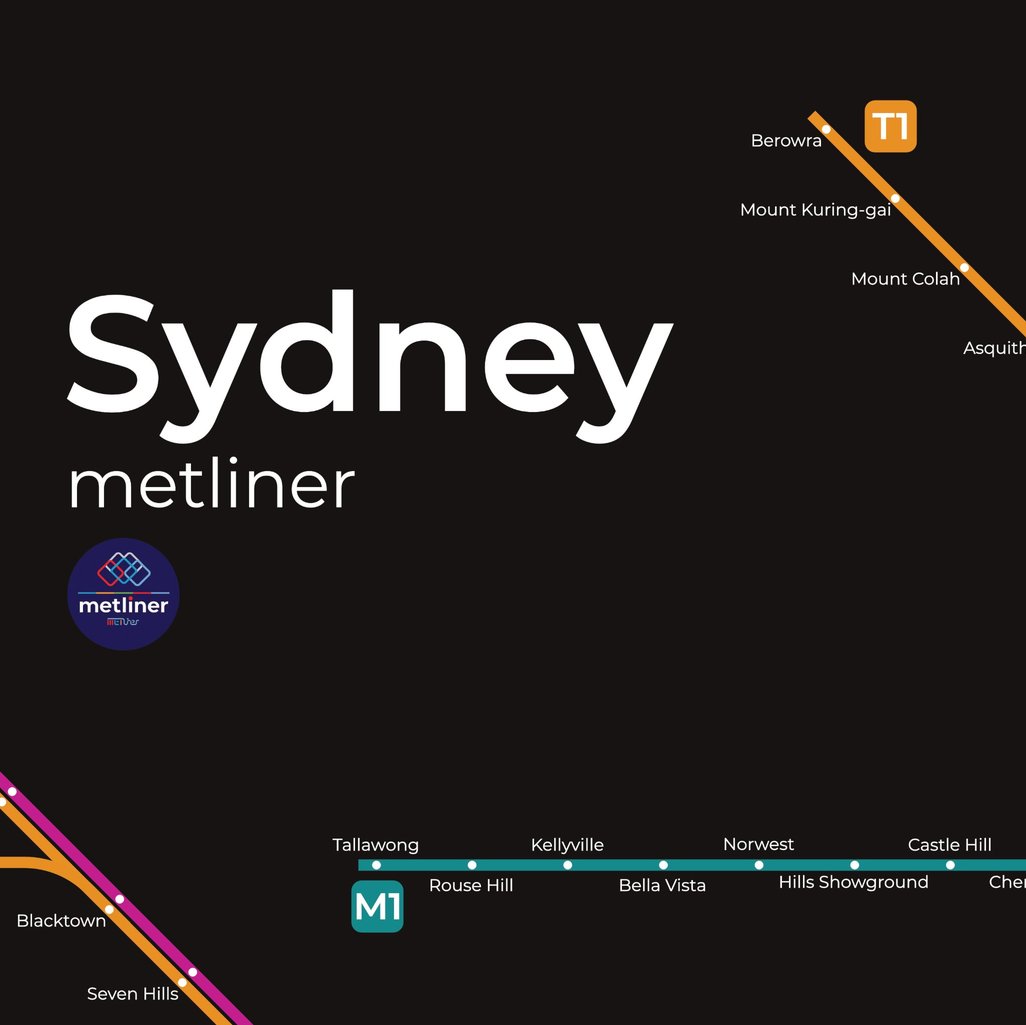 T1
Berowra
Mount Kuring-gai
Mount Colah
Asquith
Sydney
metliner
metliner
Tallawong
Kellyville
Norwest
Castle Hill
Rouse Hill
Bella Vista
Hills Showground
Cher
M1
Blacktown
Seven Hills